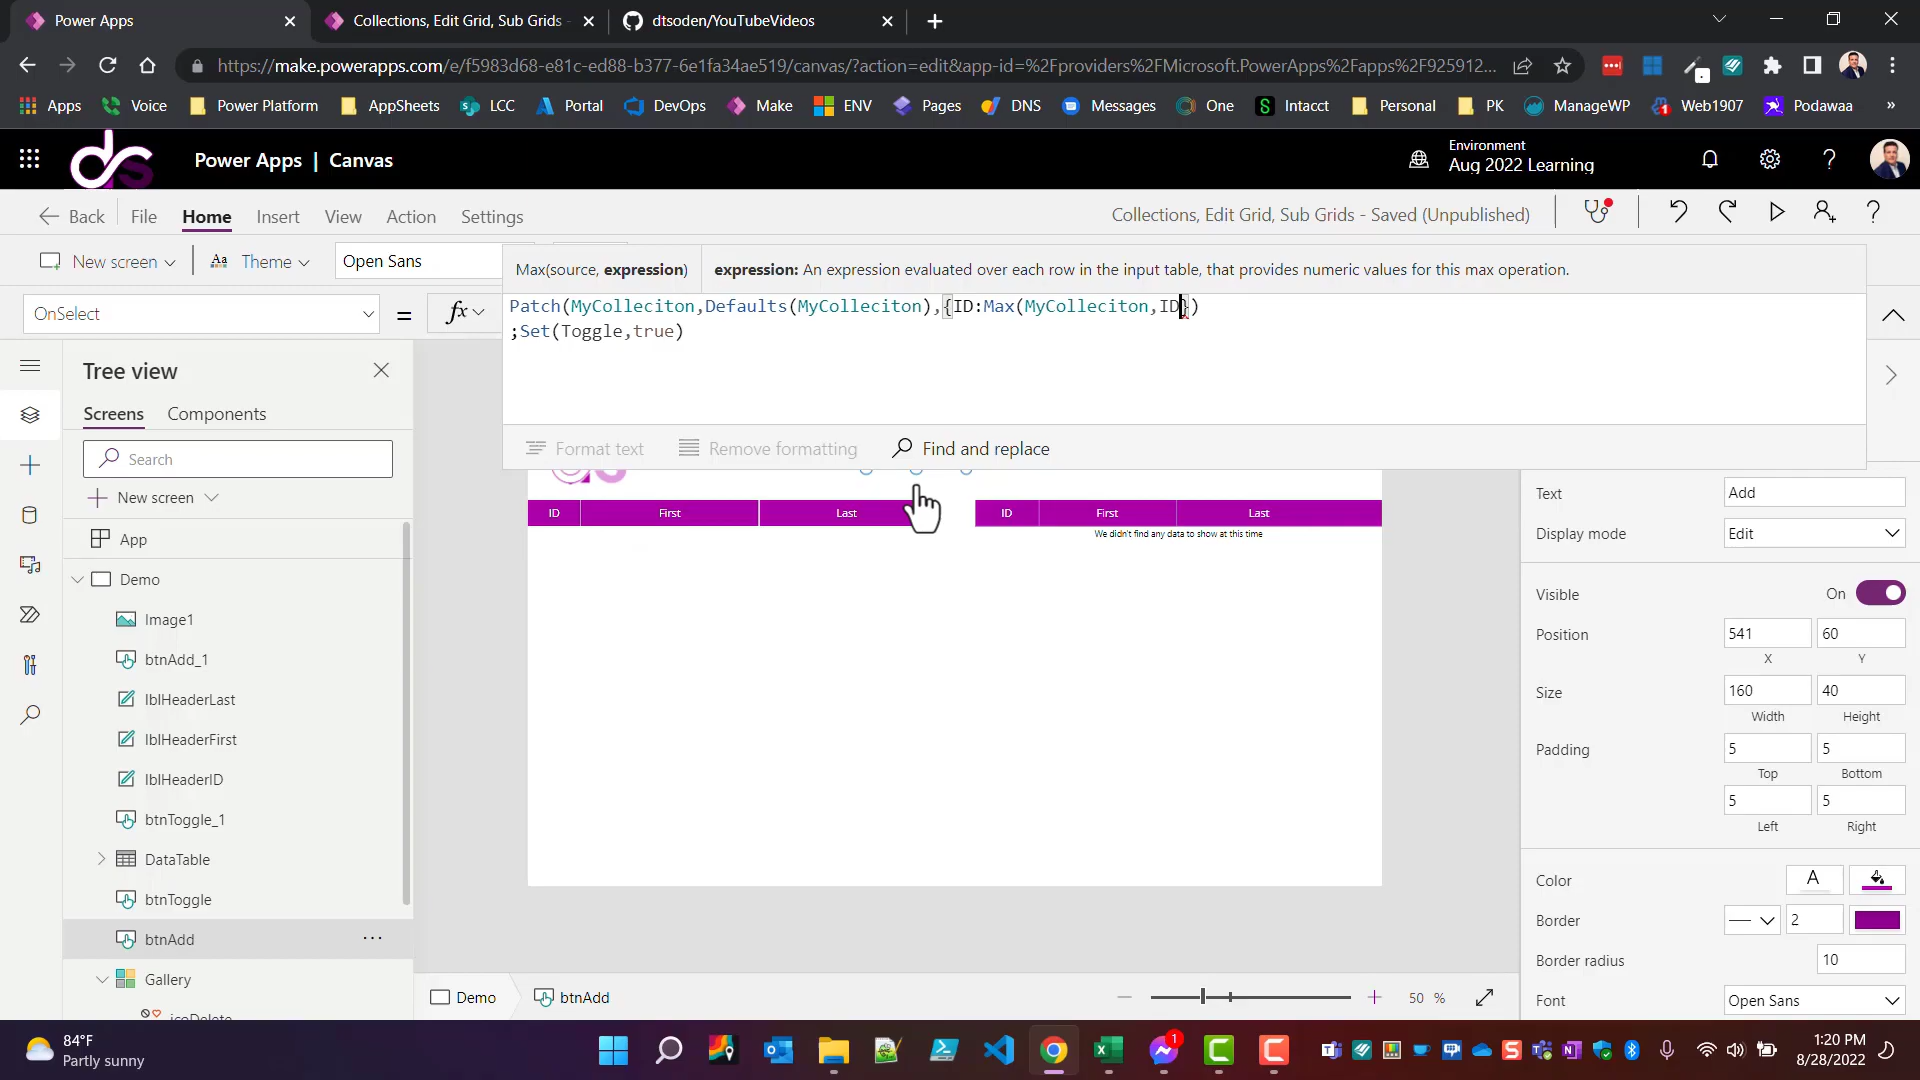 Power Apps
Collections, Edit Grid, Sub Grids -
dtsoden/YouTubeVideos
https://make.powerapps.com/e/f5983d68-e81c-ed88-b377-6e1fa34ae519/canvas/?action=edit&app-id=%2Fproviders%2FMicrosoft.PowerApps%2Fapps%2F925912...
Apps Voice Power Platform AppSheets LCC Portal DevOps Make ENV Pages DNS Messages One Intacct Personal PK ManageWP Web1907 Podawaa »
ds
Power Apps | Canvas
Environment
Aug 2022 Learning
Back File Home Insert View Action Settings
Collections, Edit Grid, Sub Grids - Saved (Unpublished)
New screen Theme Open Sans
Max(source, expression) expression: An expression evaluated over each row in the input table, that provides numeric values for this max operation.
OnSelect = fx
Patch(MyColleciton,Defaults(MyColleciton),{ID:Max(MyColleciton,ID})
;Set(Toggle,true)
Format text Remove formatting Find and replace
Tree view
Screens Components
Search
New screen
App
Demo
Image1
btnAdd_1
lblHeaderLast
lblHeaderFirst
lblHeaderID
btnToggle_1
DataTable
btnToggle
btnAdd
Gallery
icoDelete
ID First Last
ID First Last
We didn't find any data to show at this time
Demo btnAdd
50 %
Text Add
Display mode Edit
Visible On
Position 541 60
X Y
Size 160 40
Width Height
Padding 5 5
Top Bottom
5 5
Left Right
Color A
Border 2
Border radius 10
Font Open Sans
84°F
Partly sunny
1
1:20 PM
8/28/2022